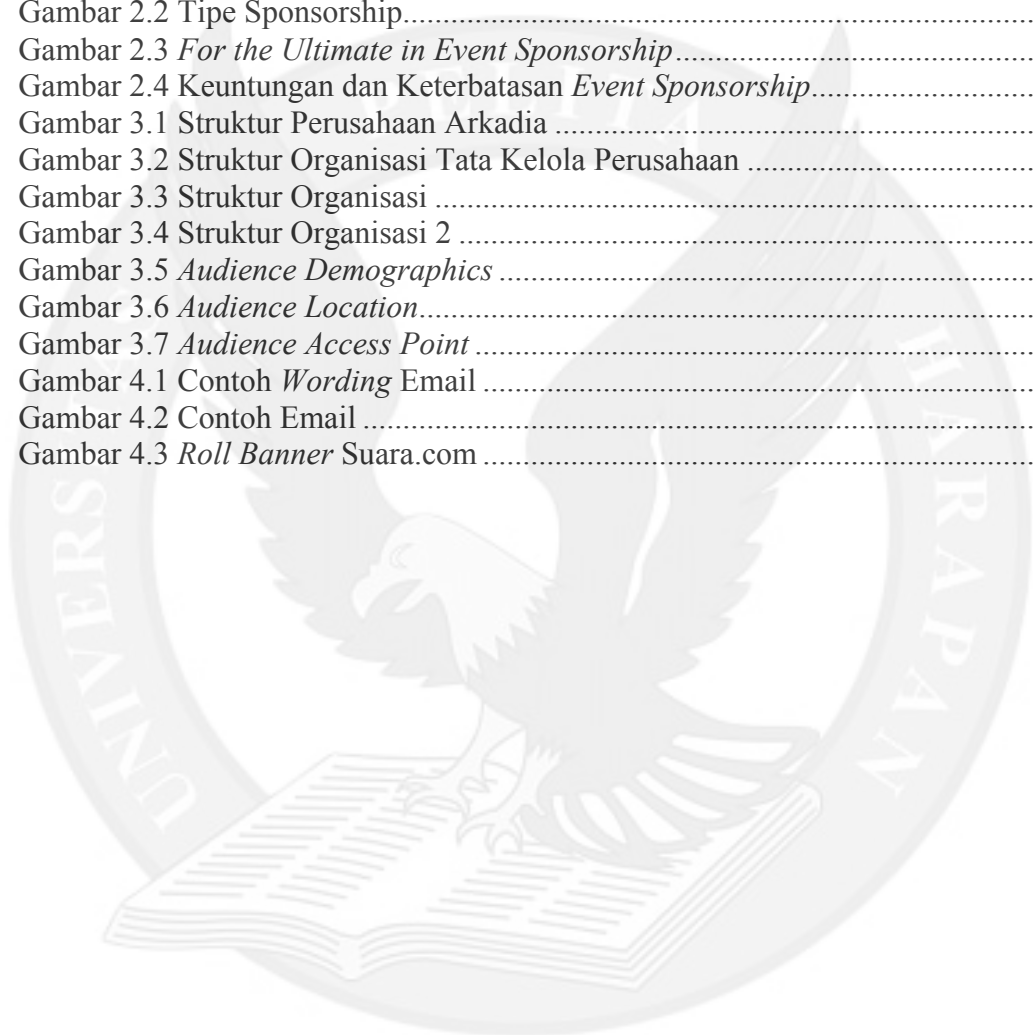 Gambar 2.2 Tipe Sponsorship....................................................................................
Gambar 2.3 For the Ultimate in Event Sponsorship.................................................
Gambar 2.4 Keuntungan dan Keterbatasan Event Sponsorship...............................
Gambar 3.1 Struktur Perusahaan Arkadia .................................................................
Gambar 3.2 Struktur Organisasi Tata Kelola Perusahaan ........................................
Gambar 3.3 Struktur Organisasi ................................................................................
Gambar 3.4 Struktur Organisasi 2 .............................................................................
Gambar 3.5 Audience Demographics ........................................................................
Gambar 3.6 Audience Location..................................................................................
Gambar 3.7 Audience Access Point ...........................................................................
Gambar 4.1 Contoh Wording Email ..........................................................................
Gambar 4.2 Contoh Email .........................................................................................
Gambar 4.3 Roll Banner Suara.com ..........................................................................
UNIVERSITAS PELITA HARAPAN